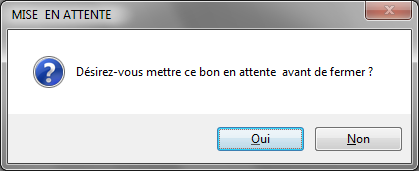 MISE  EN ATTENTE
Désirez-vous mettre ce bon en attente  avant de fermer ?
Oui
Non